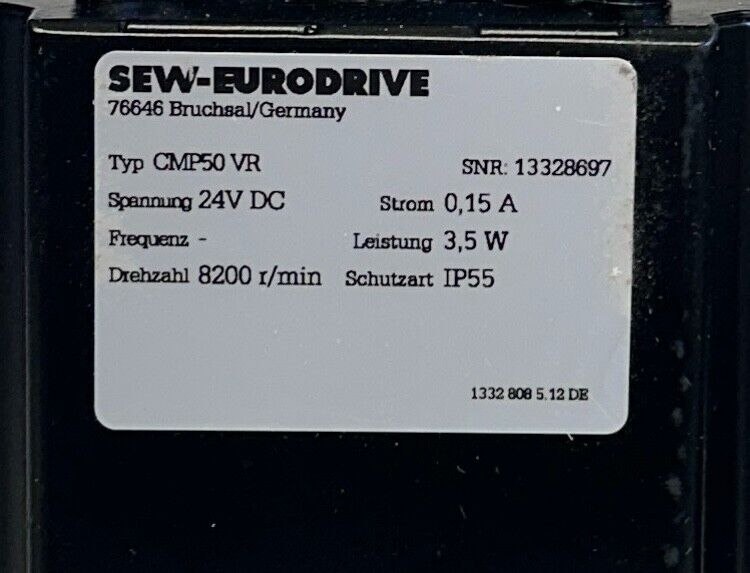 SEW-EURODRIVE
76646 Bruchsal/Germany
Typ CMP50 VR SNR: 13328697
Spannung 24V DC Strom 0,15 A
Frequenz - Leistung 3,5 W
Drehzahl 8200 r/min Schutzart IP55
1332 808 5.12 DE